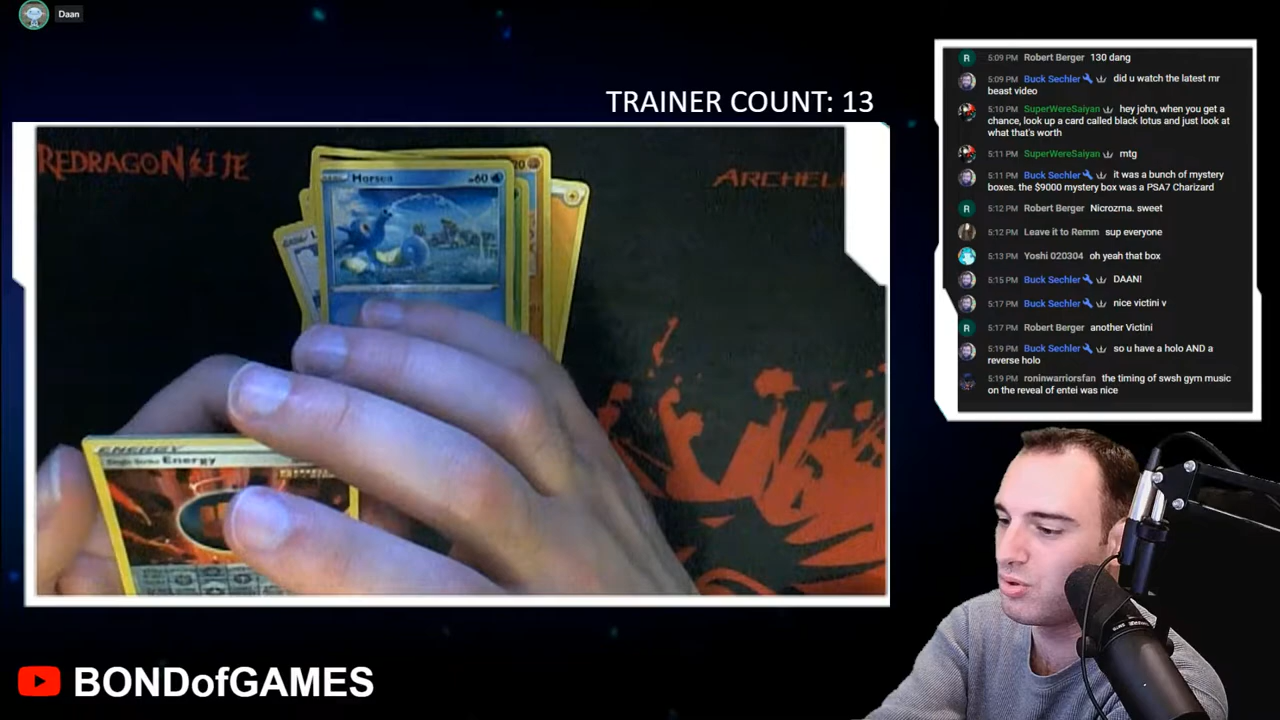 Daan
TRAINER COUNT: 13
REDRAGON
ARCHEL
Horsea
60
20
ENERGY
Single Strike Energy
R 5:09 PM Robert Berger 130 dang
5:09 PM Buck Sechler did u watch the latest mr
beast video
5:10 PM SuperWereSaiyan hey john, when you get a
chance, look up a card called black lotus and just look at
what that's worth
5:11 PM SuperWereSaiyan mtg
5:11 PM Buck Sechler it was a bunch of mystery
boxes. the $9000 mystery box was a PSA7 Charizard
R 5:12 PM Robert Berger Nicrozma. sweet
5:12 PM Leave it to Remm sup everyone
5:13 PM Yoshi 020304 oh yeah that box
5:15 PM Buck Sechler DAAN!
5:17 PM Buck Sechler nice victini v
R 5:17 PM Robert Berger another Victini
5:19 PM Buck Sechler so u have a holo AND a
reverse holo
5:19 PM roninwarriorsfan the timing of swsh gym music
on the reveal of entei was nice
BONDofGAMES